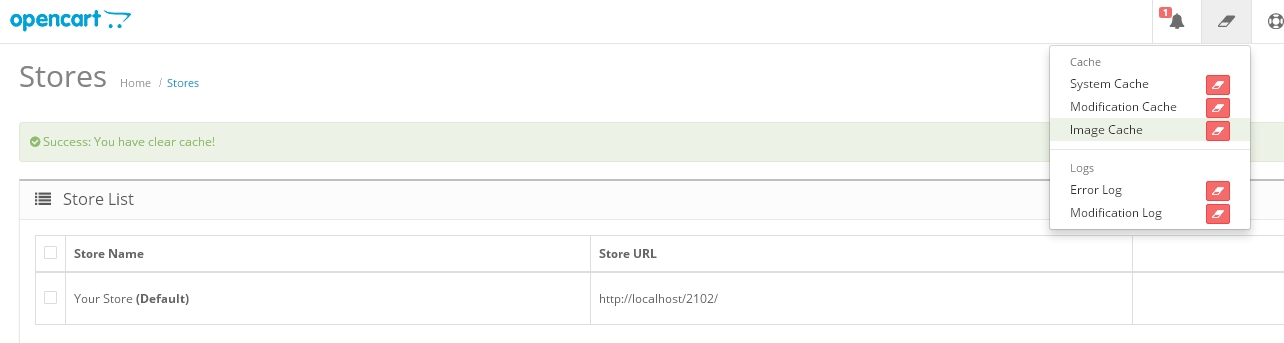 opencart
1
Stores Home / Stores
Cache
System Cache
Modification Cache
Image Cache
Success: You have clear cache!
Logs
Error Log
Modification Log
Store List
Store Name Store URL
Your Store (Default) http://localhost/2102/